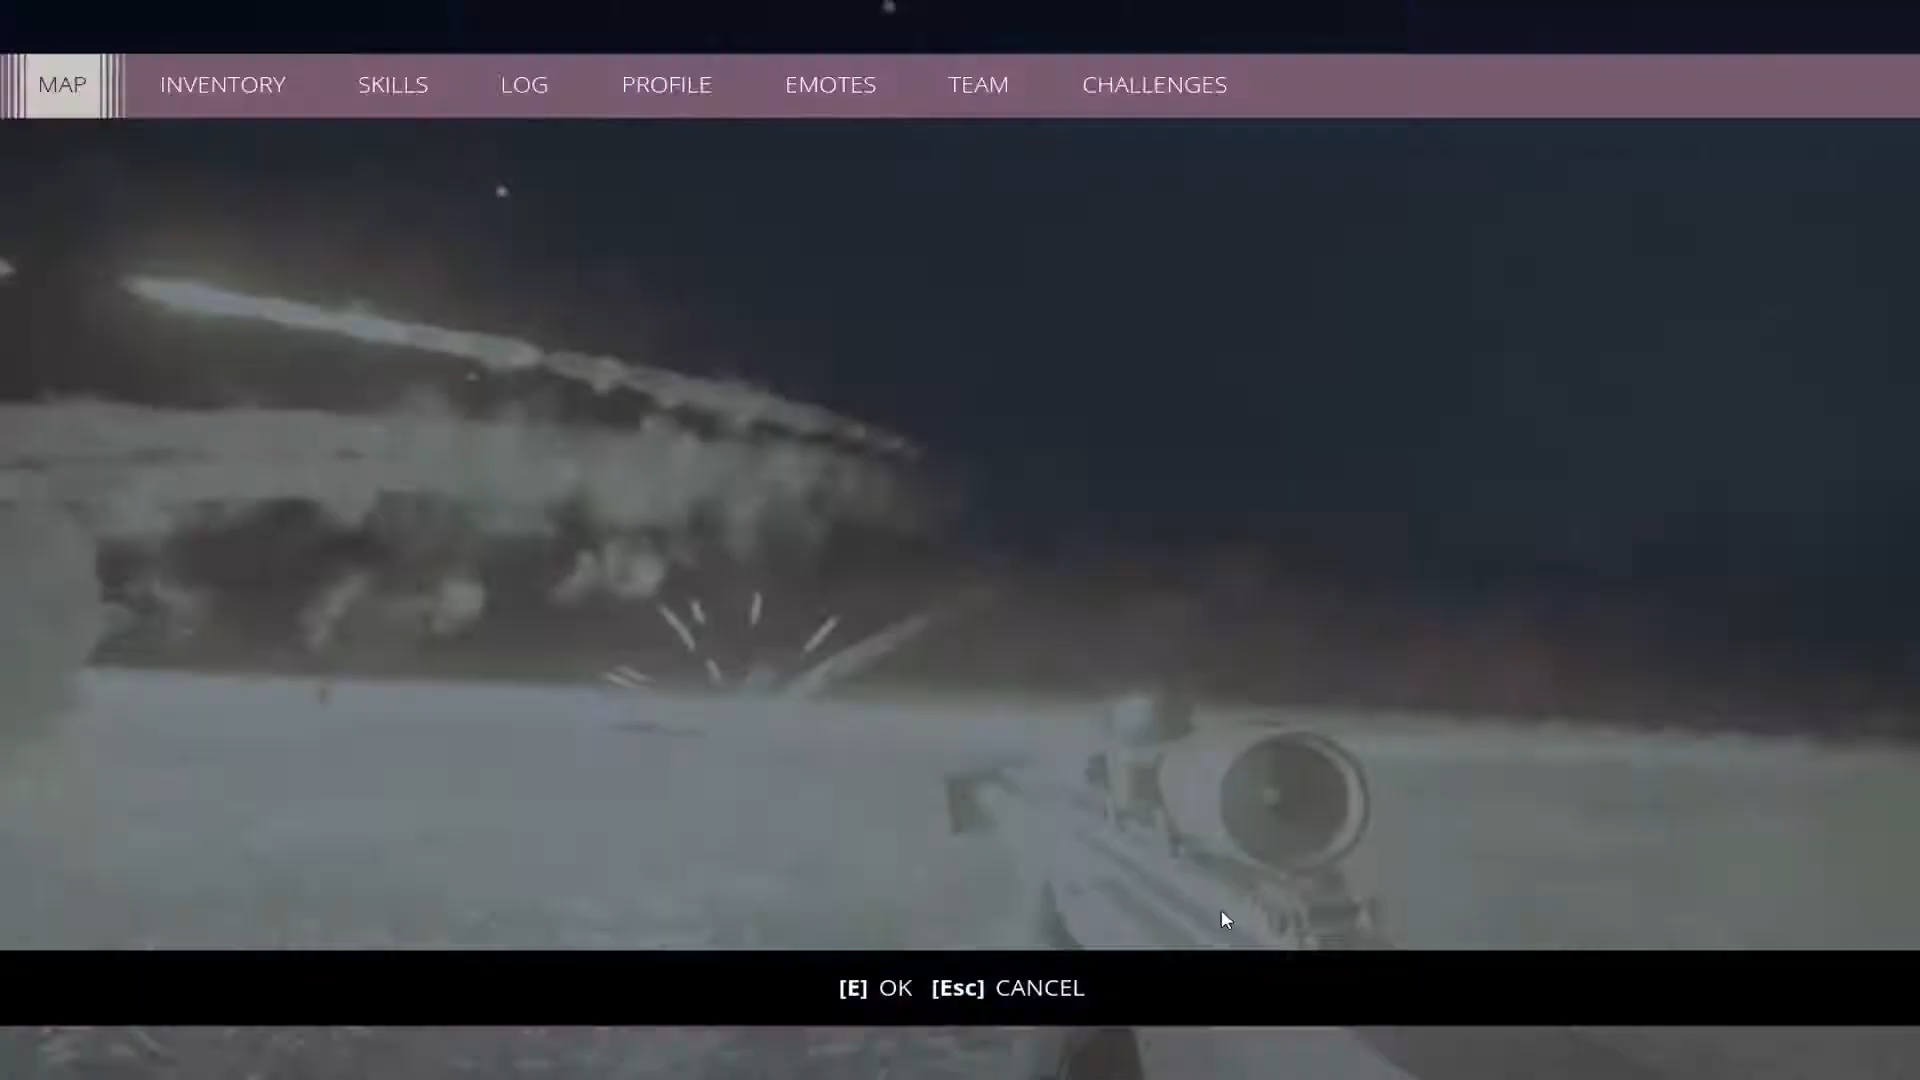 MAP INVENTORY SKILLS LOG PROFILE EMOTES TEAM CHALLENGES
[E] OK [Esc] CANCEL